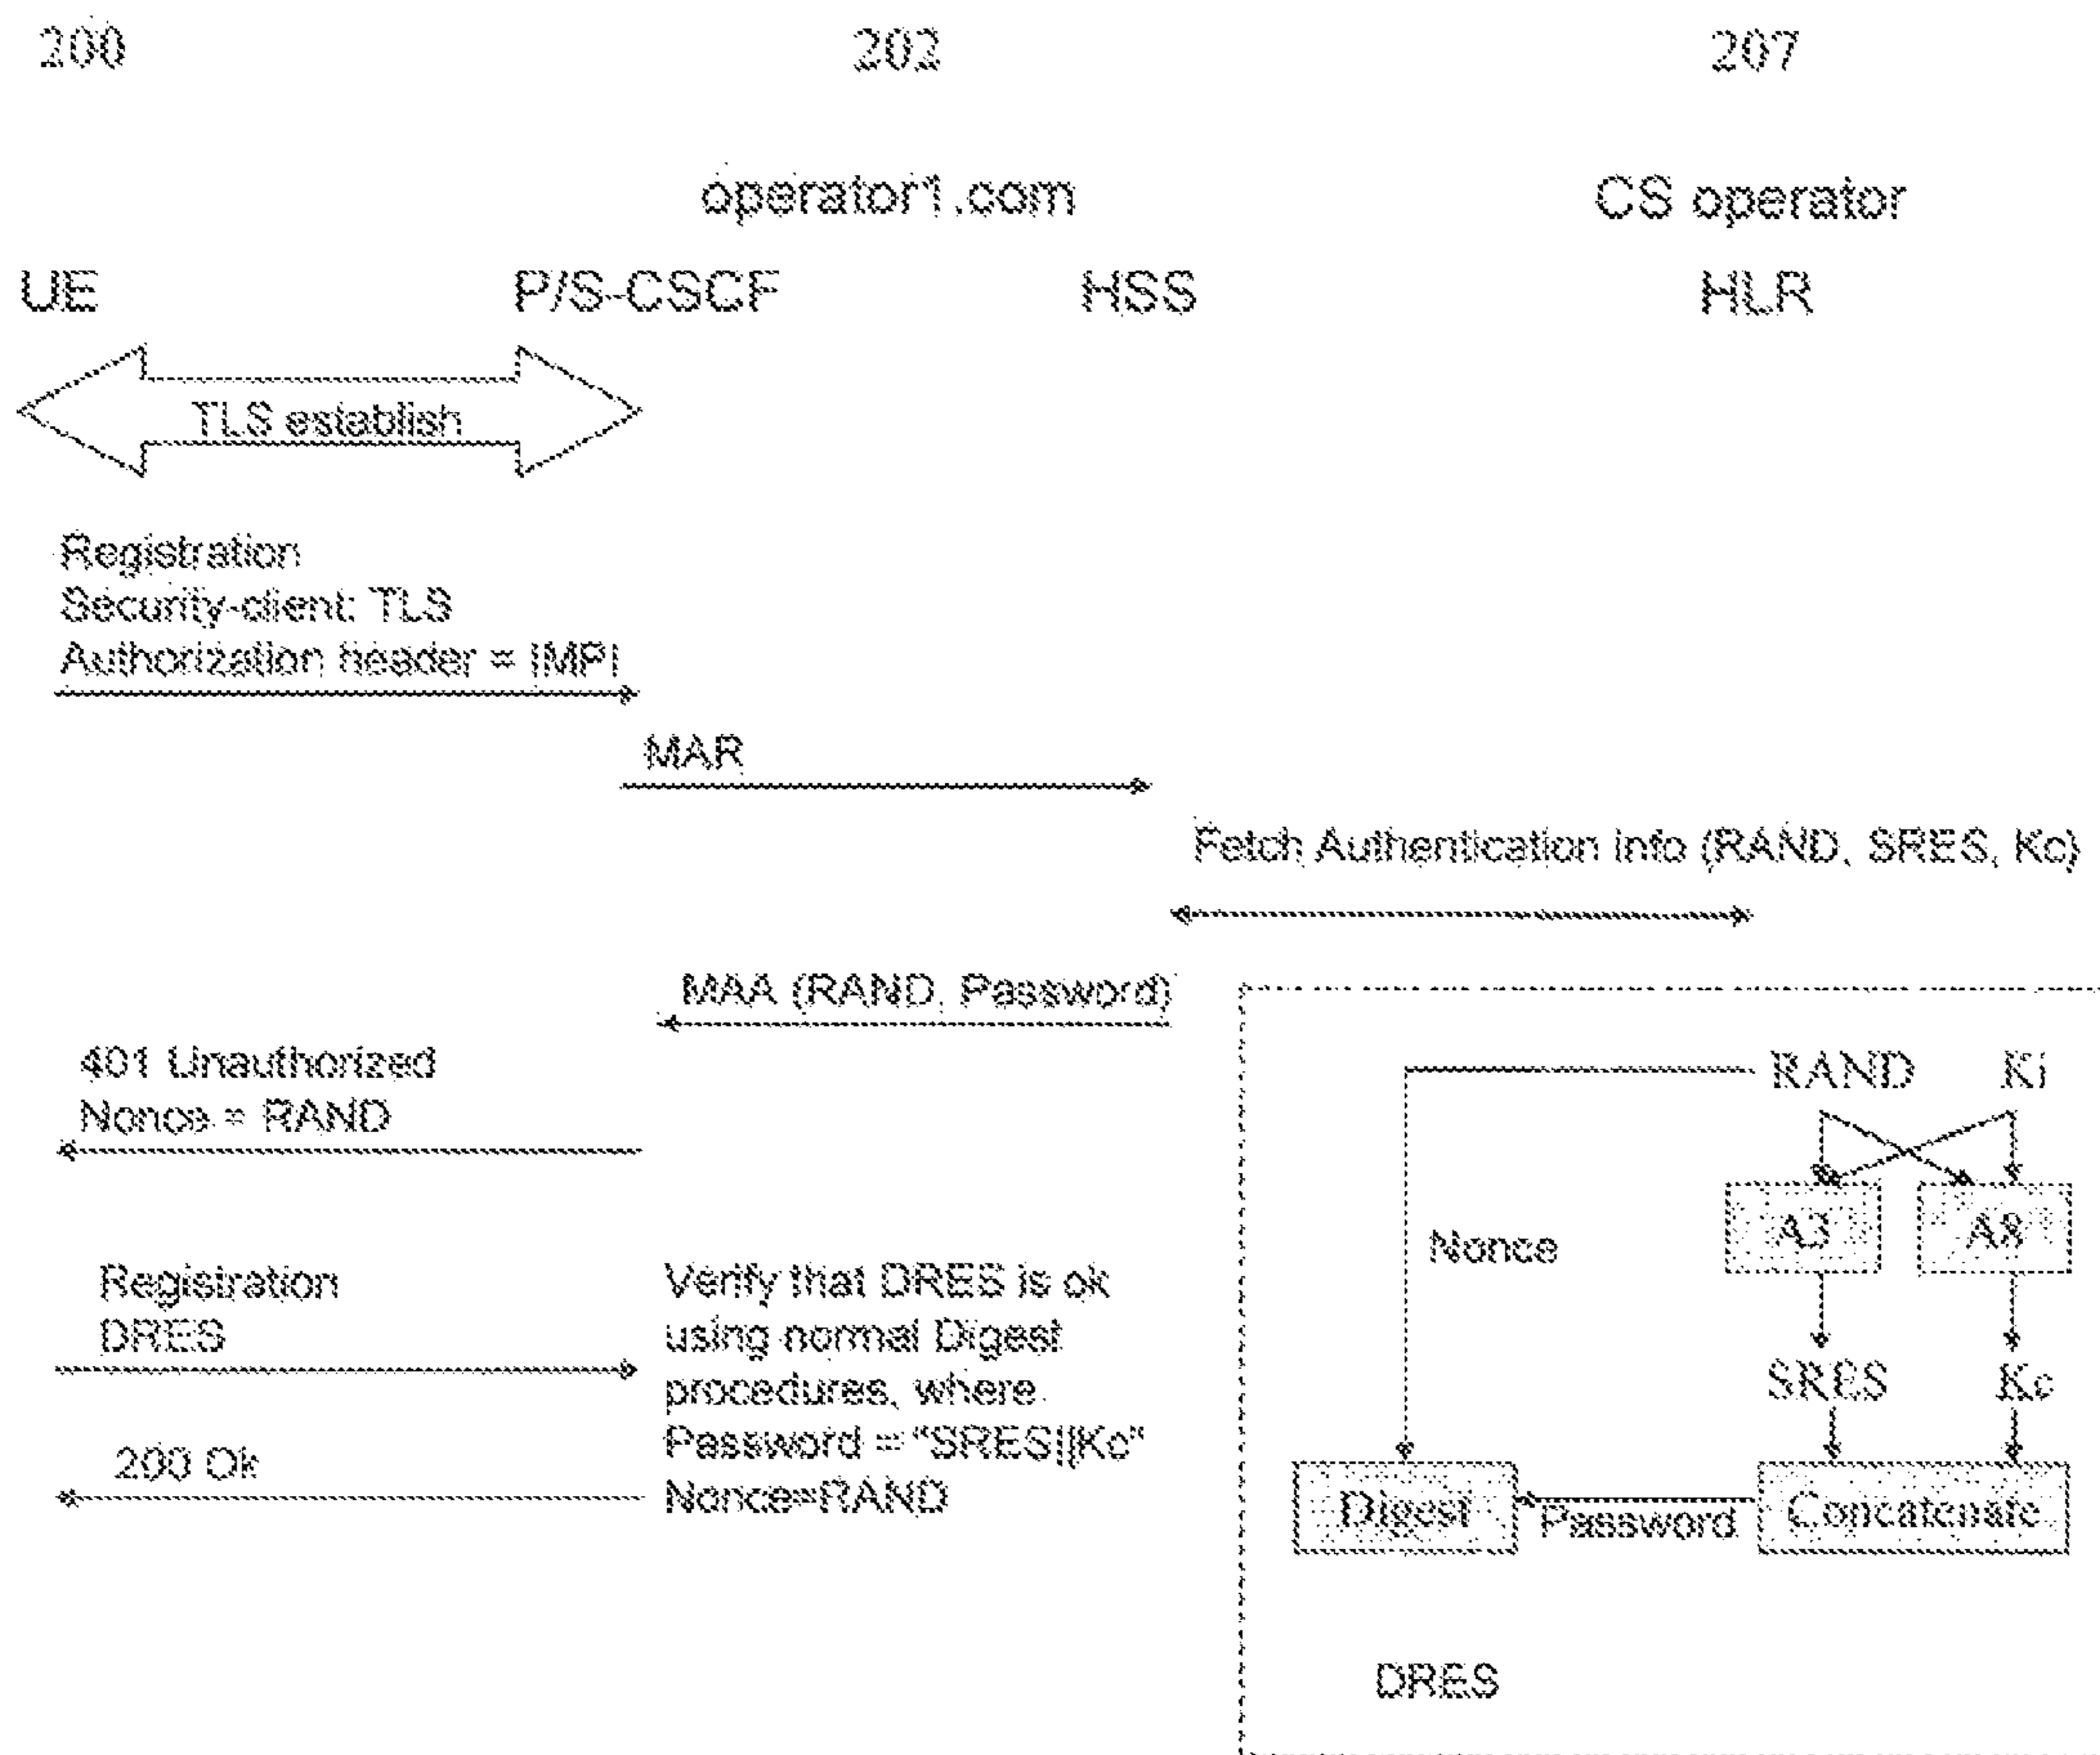 200 202 207
operator1.com CS operator
UE P/S-CSCF HSS HLR
TLS establish
Registration
Security-client: TLS
Authorization header = IMPI
MAR
Fetch Authentication info (RAND, SRES, Kc)
MAA (RAND, Password)
401 Unauthorized
Nonce = RAND
Registration
DRES
200 Ok
Verify that DRES is ok
using normal Digest
procedures, where
Password = "SRES||Kc"
Nonce=RAND
RAND Ki
A3 A8
Nonce
SRES Kc
Digest Password Concatenate
DRES